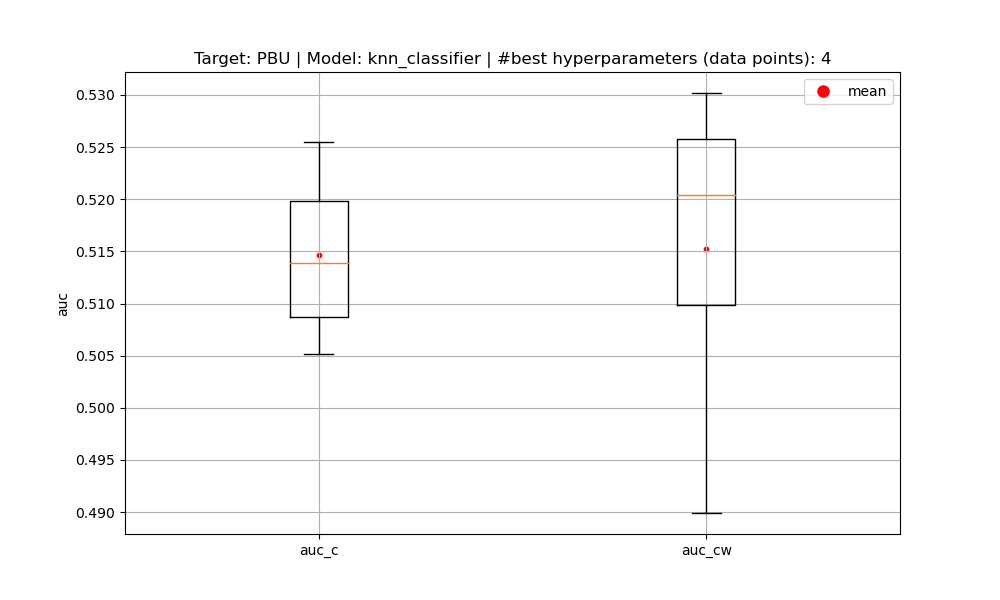 Target: PBU | Model: knn_classifier | #best hyperparameters (data points): 4
mean
0.530
0.525
0.520
0.515
0.510
0.505
0.500
0.495
0.490
auc
auc_c
auc_cw